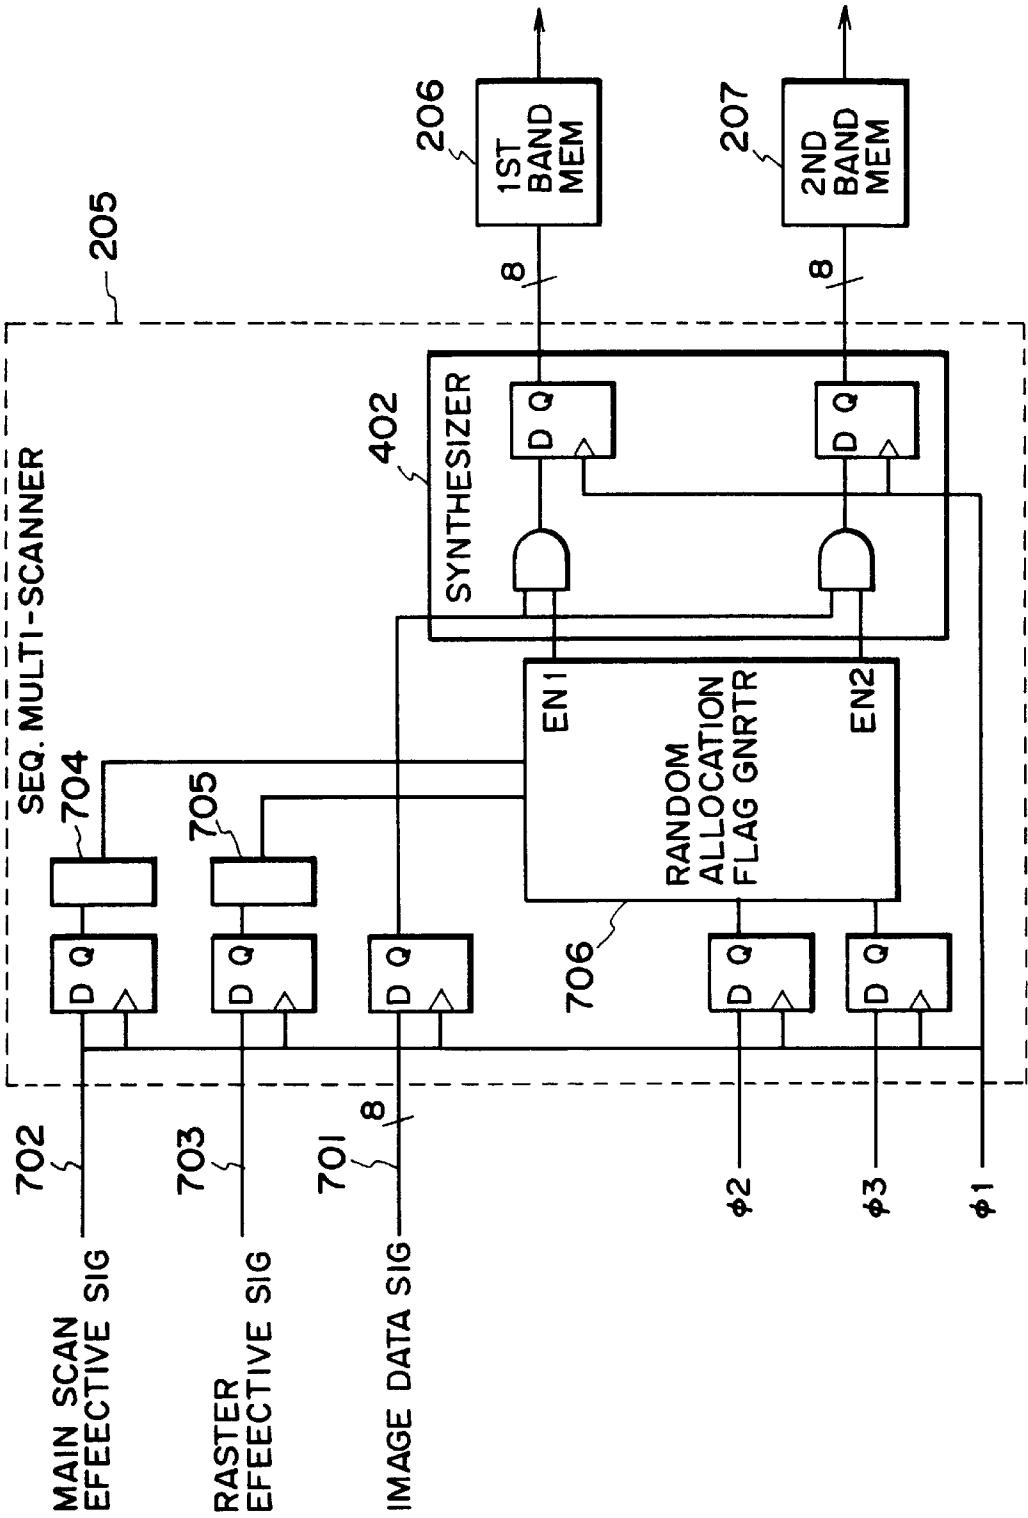 SEQ. MULTI-SCANNER
205
MAIN SCAN
EFEECTIVE SIG
702
D Q
704
RASTER
EFEECTIVE SIG
703
D Q
705
IMAGE DATA SIG
701
8
D Q
SYNTHESIZER
402
D Q
8
1ST
BAND
MEM
206
EN1
RANDOM
ALLOCATION
FLAG GNRTR
EN2
706
D Q
8
2ND
BAND
MEM
207
φ2
D Q
φ3
D Q
φ1